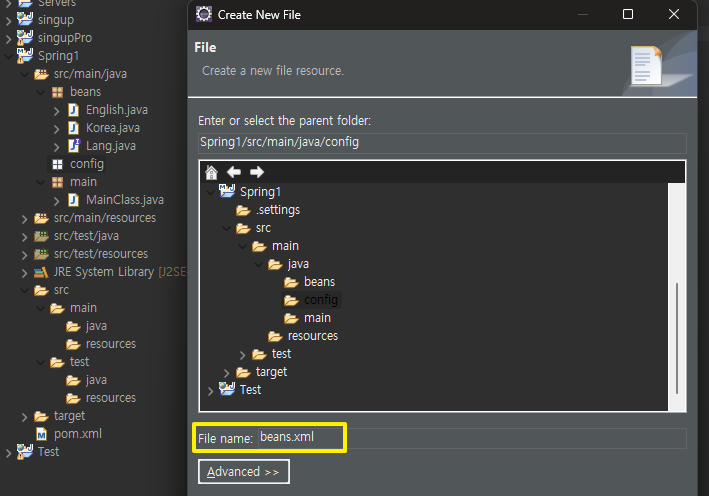 Servers
singup
singupPro
Spring1
src/main/java
beans
English.java
Korea.java
Lang.java
config
main
MainClass.java
src/main/resources
src/test/java
src/test/resources
JRE System Library [J2SE
src
main
java
resources
test
java
resources
target
pom.xml
Test
Create New File
File
Create a new file resource.
Enter or select the parent folder:
Spring1/src/main/java/config
Spring1
.settings
src
main
java
beans
config
main
resources
test
target
Test
File name: beans.xml
Advanced >>